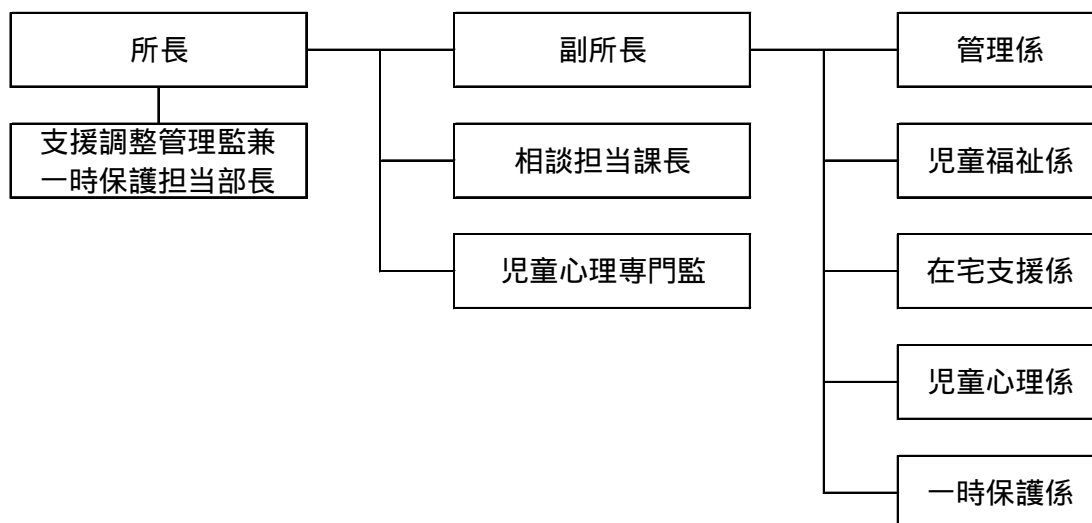 所長
支援調整管理監兼
一時保護担当部長
副所長
相談担当課長
児童心理専門監
管理係
児童福祉係
在宅支援係
児童心理係
一時保護係